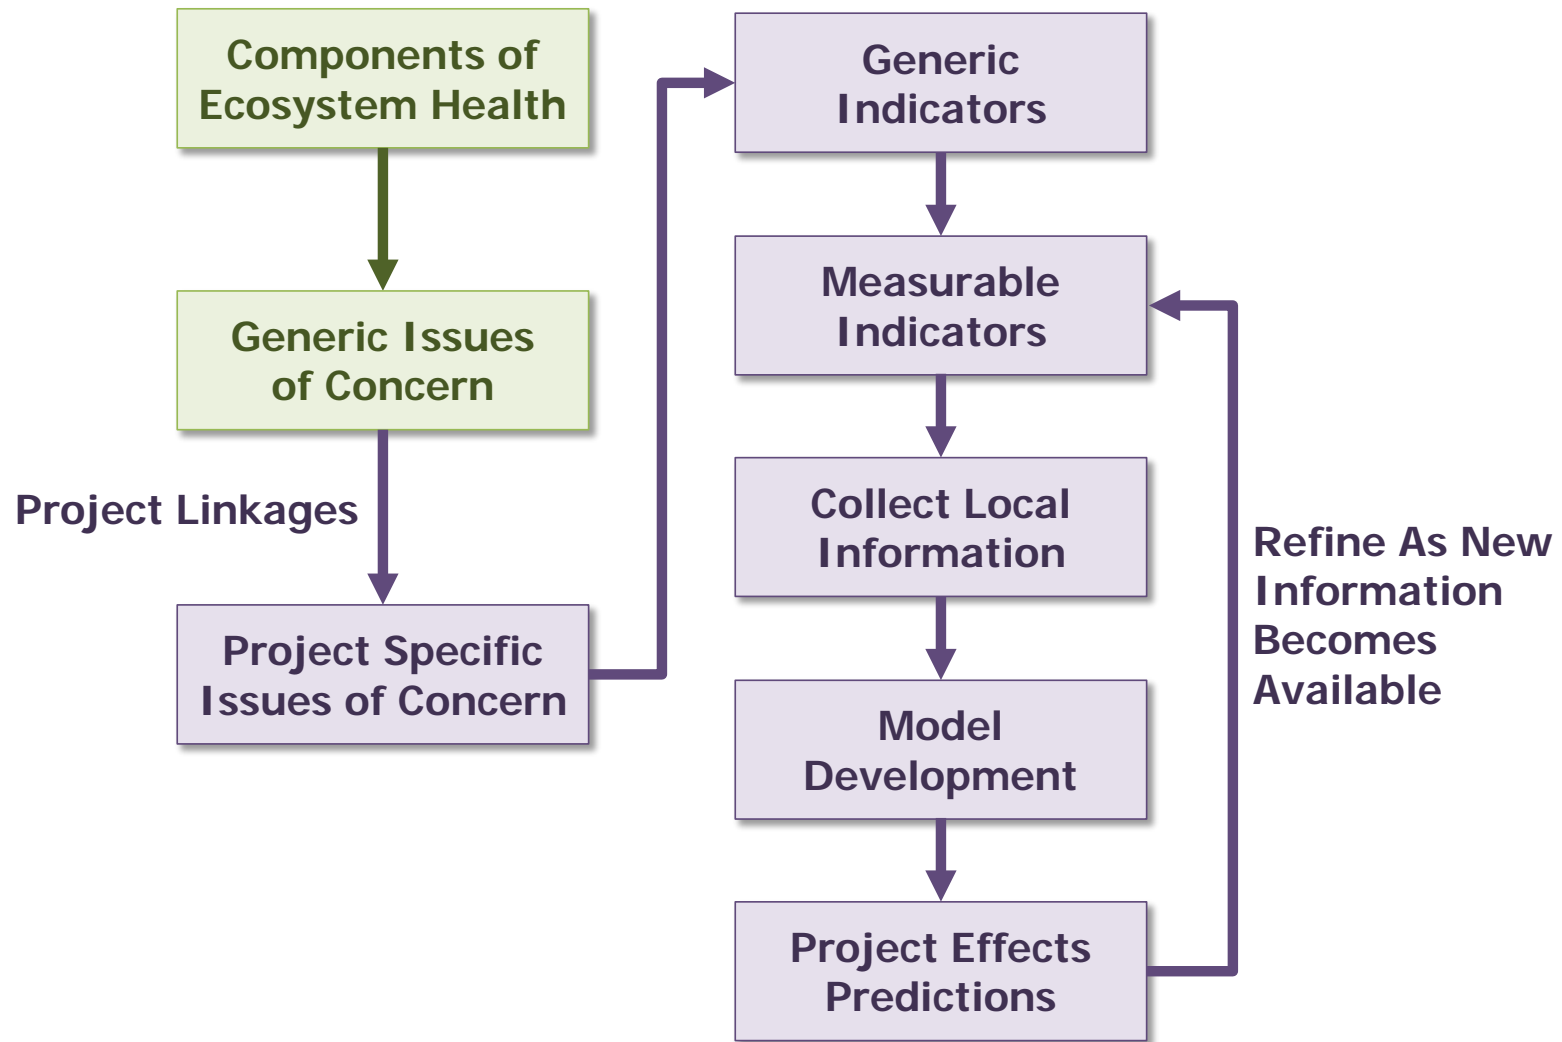 Components of
Ecosystem Health
Generic Issues
of Concern
Project Linkages
Project Specific
Issues of Concern
Generic
Indicators
Measurable
Indicators
Collect Local
Information
Model
Development
Project Effects
Predictions
Refine As New
Information
Becomes
Available